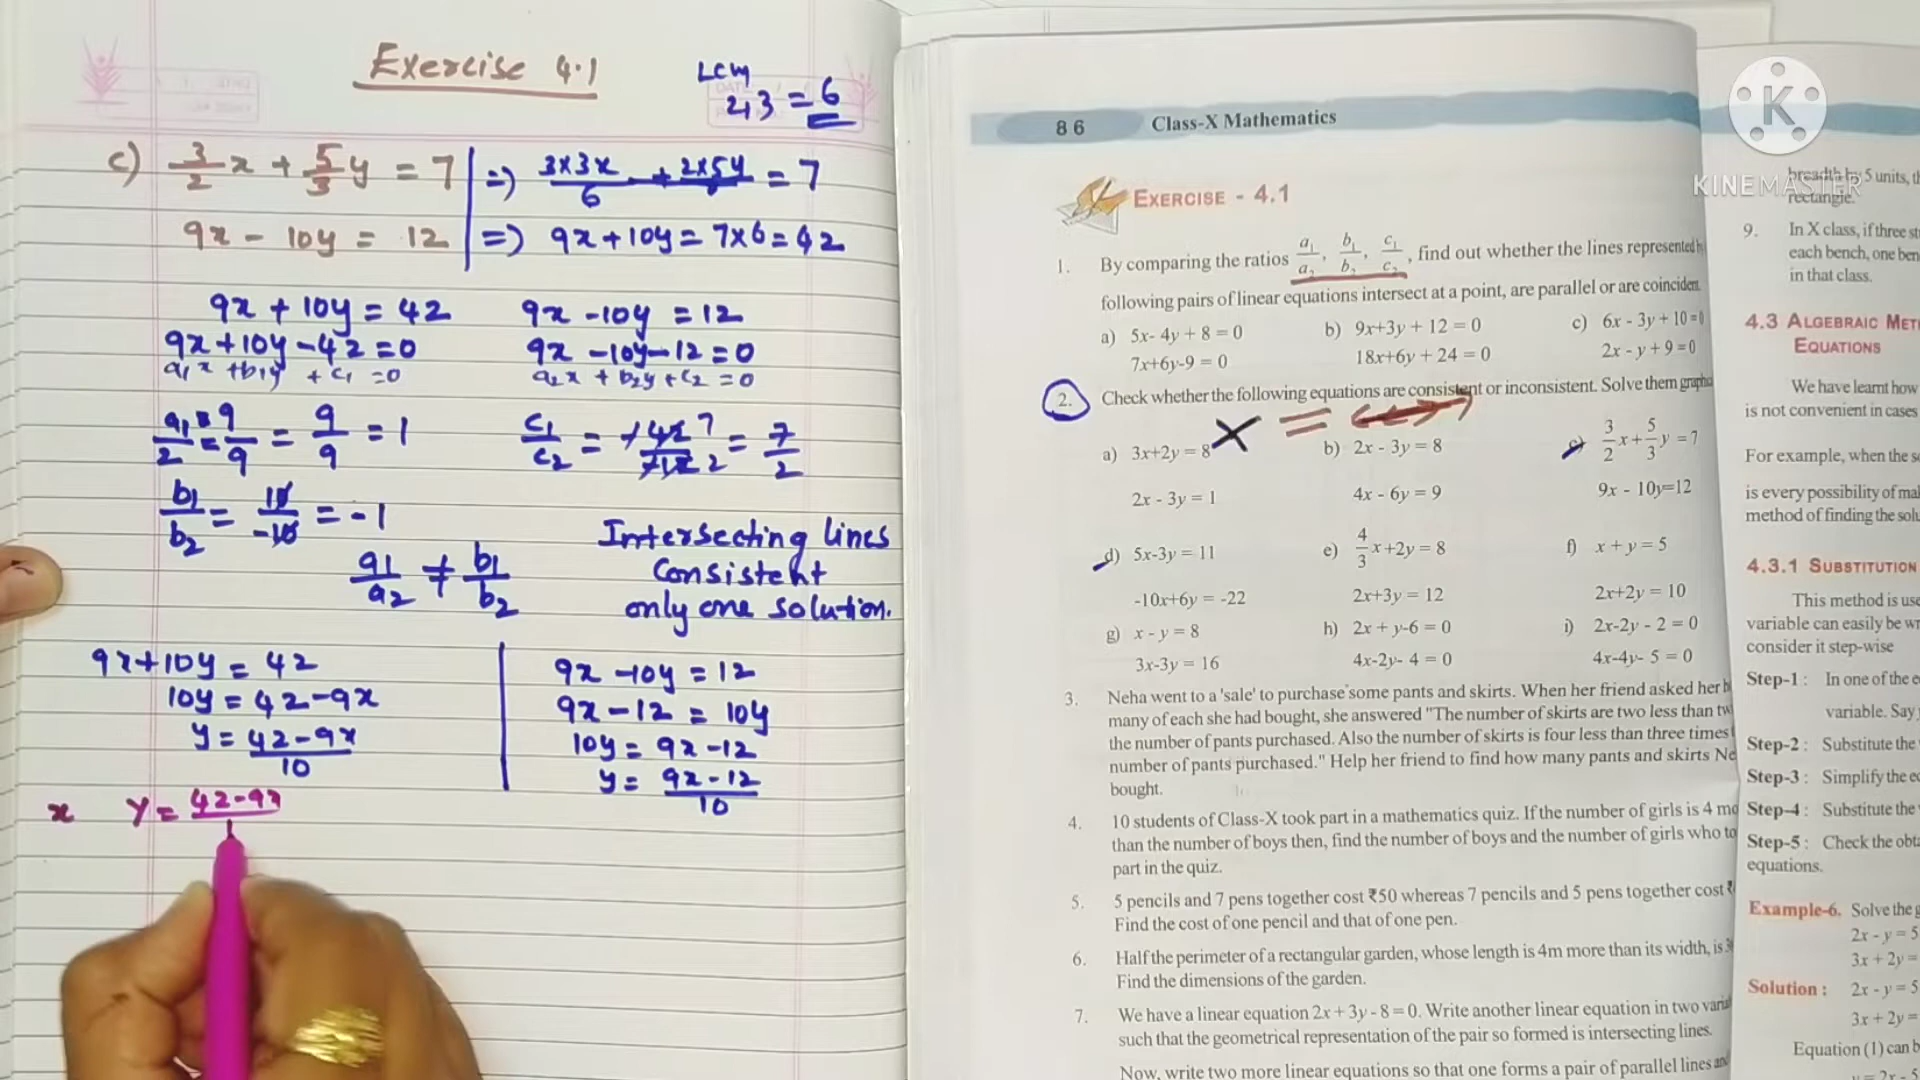 Exercise 4.1
LCM
2,3 = 6
c) 3/2 x + 5/3 y = 7 | => 3×3x/6 + 2×5y = 7
9x - 10y = 12 | => 9x + 10y = 7×6 = 42
9x + 10y = 42
9x + 10y - 42 = 0
a₁x + b₁y + c₁ = 0
9x - 10y = 12
9x - 10y - 12 = 0
a₂x + b₂y + c₂ = 0
a₁/2 = 9/9 = 9/9 = 1
c₁/c₂ = -42 7/-12 2 = 7/2
b₁/b₂ = 10/-10 = -1
a₁/a₂ ≠ b₁/b₂
Intersecting lines
Consistent
only one solution.
9x + 10y = 42
10y = 42 - 9x
y = 42 - 9x/10
9x - 10y = 12
9x - 12 = 10y
10y = 9x - 12
y = 9x - 12/10
x y = 42 - 9x
86 Class-X Mathematics
EXERCISE - 4.1
1. By comparing the ratios a₁/a₂, b₁/b₂, c₁/c₂, find out whether the lines represented
following pairs of linear equations intersect at a point, are parallel or are coincident
a) 5x- 4y + 8 = 0 b) 9x+3y + 12 = 0 c) 6x - 3y + 10 = 0
7x+6y-9 = 0 18x+6y + 24 = 0 2x - y + 9 = 0
2. Check whether the following equations are consistent or inconsistent. Solve them
a) 3x+2y = 8 b) 2x - 3y = 8 c) 3/2 x + 5/3 y = 7
2x - 3y = 1 4x - 6y = 9 9x - 10y=12
d) 5x-3y = 11 e) 4/3 x+2y = 8 f) x + y = 5
-10x+6y = -22 2x+3y = 12 2x+2y = 10
g) x - y = 8 h) 2x + y-6 = 0 i) 2x-2y - 2 = 0
3x-3y = 16 4x-2y- 4 = 0 4x-4y- 5 = 0
3. Neha went to a 'sale' to purchase some pants and skirts. When her friend asked her
many of each she had bought, she answered "The number of skirts are two less than
the number of pants purchased. Also the number of skirts is four less than three times
number of pants purchased." Help her friend to find how many pants and skirts
bought.
4. 10 students of Class-X took part in a mathematics quiz. If the number of girls is 4
than the number of boys then, find the number of boys and the number of girls who
part in the quiz.
5. 5 pencils and 7 pens together cost ₹50 whereas 7 pencils and 5 pens together cost
Find the cost of one pencil and that of one pen.
6. Half the perimeter of a rectangular garden, whose length is 4m more than its width, is
Find the dimensions of the garden.
7. We have a linear equation 2x + 3y - 8 = 0. Write another linear equation in two
such that the geometrical representation of the pair so formed is intersecting lines.
Now, write two more linear equations so that one forms a pair of parallel lines
K
KINEMASTER
breadth by 5 units,
rectangle.
9. In X class, if three
each bench, one
in that class.
4.3 ALGEBRAIC
EQUATIONS
We have learnt how
is not convenient in cases
For example, when the
is every possibility of
method of finding the
4.3.1 SUBSTITUTION
This method is
variable can easily be
consider it step-wise
Step-1 : In one of the
variable. Say
Step-2 : Substitute the
Step-3 : Simplify the
Step-4 : Substitute the
Step-5 : Check the
equations.
Example-6. Solve the
2x - y = 5
3x + 2y =
Solution : 2x - y = 5
3x + 2y =
Equation (1) can